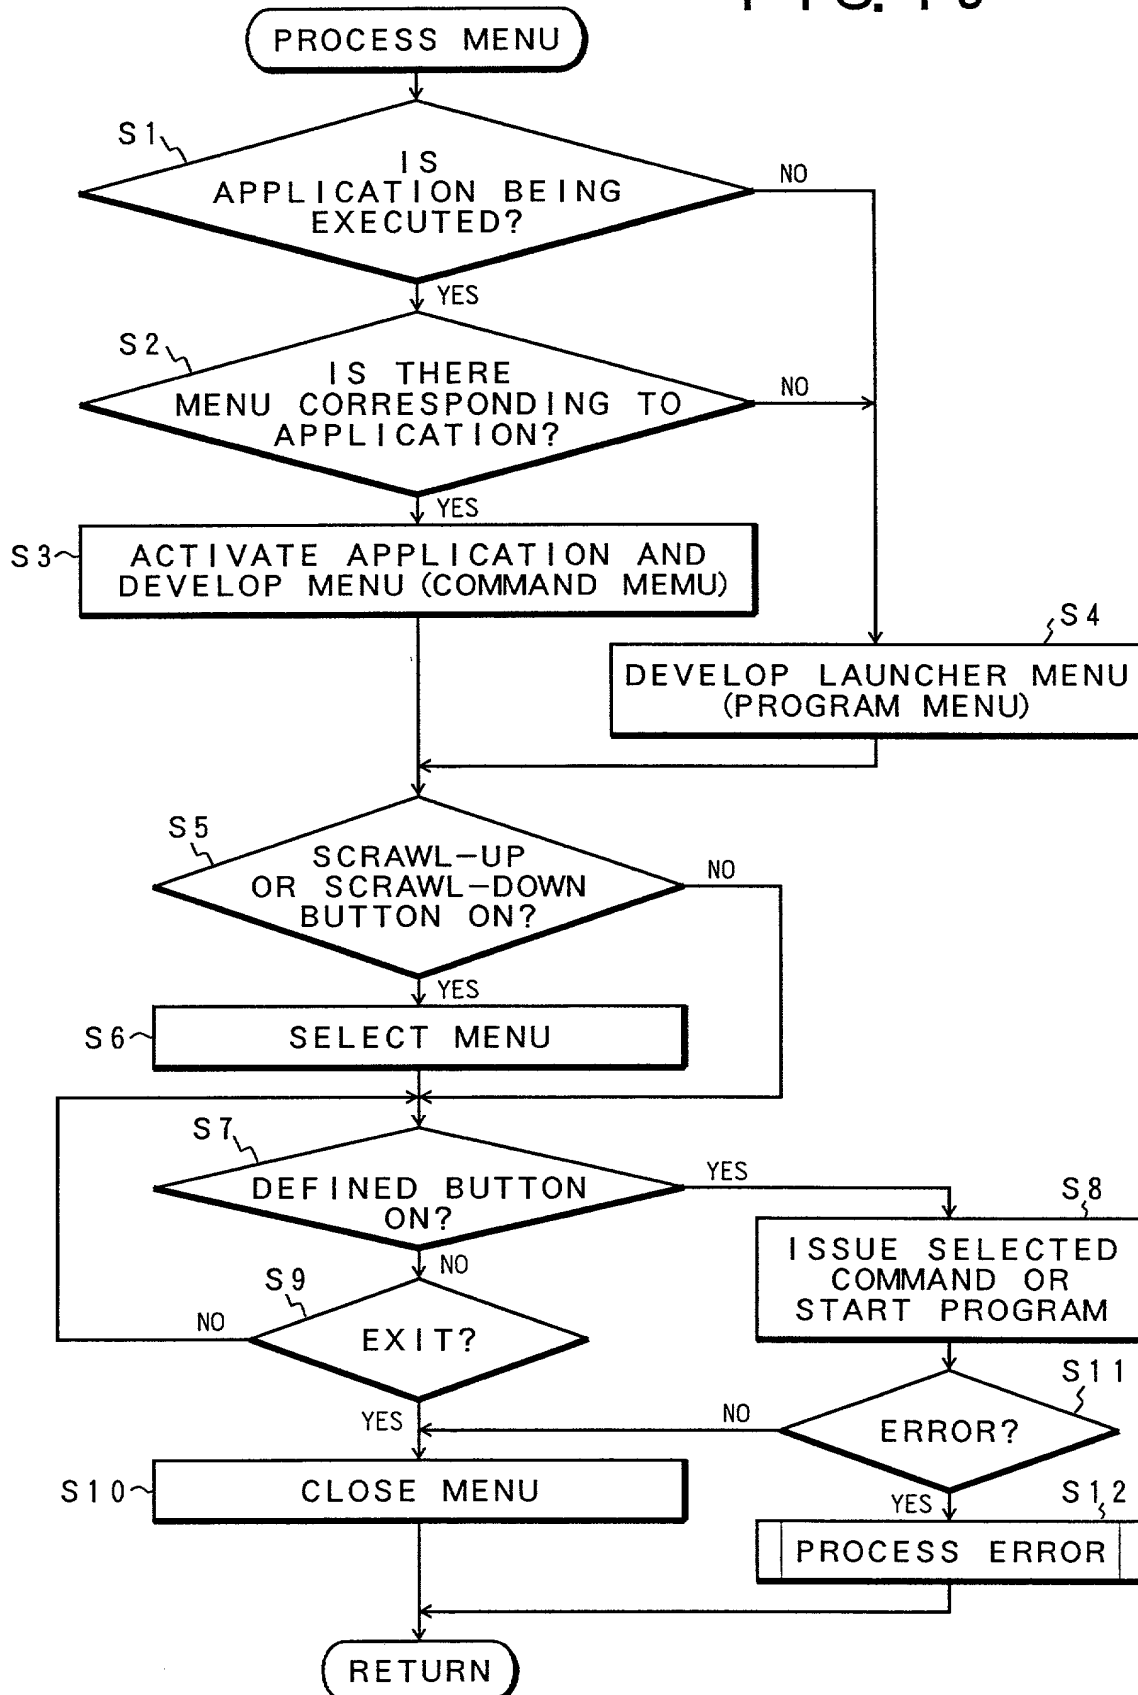 PROCESS MENU
S1
IS
APPLICATION BEING
EXECUTED?
NO
YES
S2
IS THERE
MENU CORRESPONDING TO
APPLICATION?
NO
YES
S3
ACTIVATE APPLICATION AND
DEVELOP MENU (COMMAND MEMU)
S4
DEVELOP LAUNCHER MENU
(PROGRAM MENU)
S5
SCRAWL-UP
OR SCRAWL-DOWN
BUTTON ON?
NO
YES
S6
SELECT MENU
S7
DEFINED BUTTON
ON?
YES
NO
S8
ISSUE SELECTED
COMMAND OR
START PROGRAM
S9
EXIT?
NO
YES
S11
ERROR?
NO
YES
S10
CLOSE MENU
S12
PROCESS ERROR
RETURN